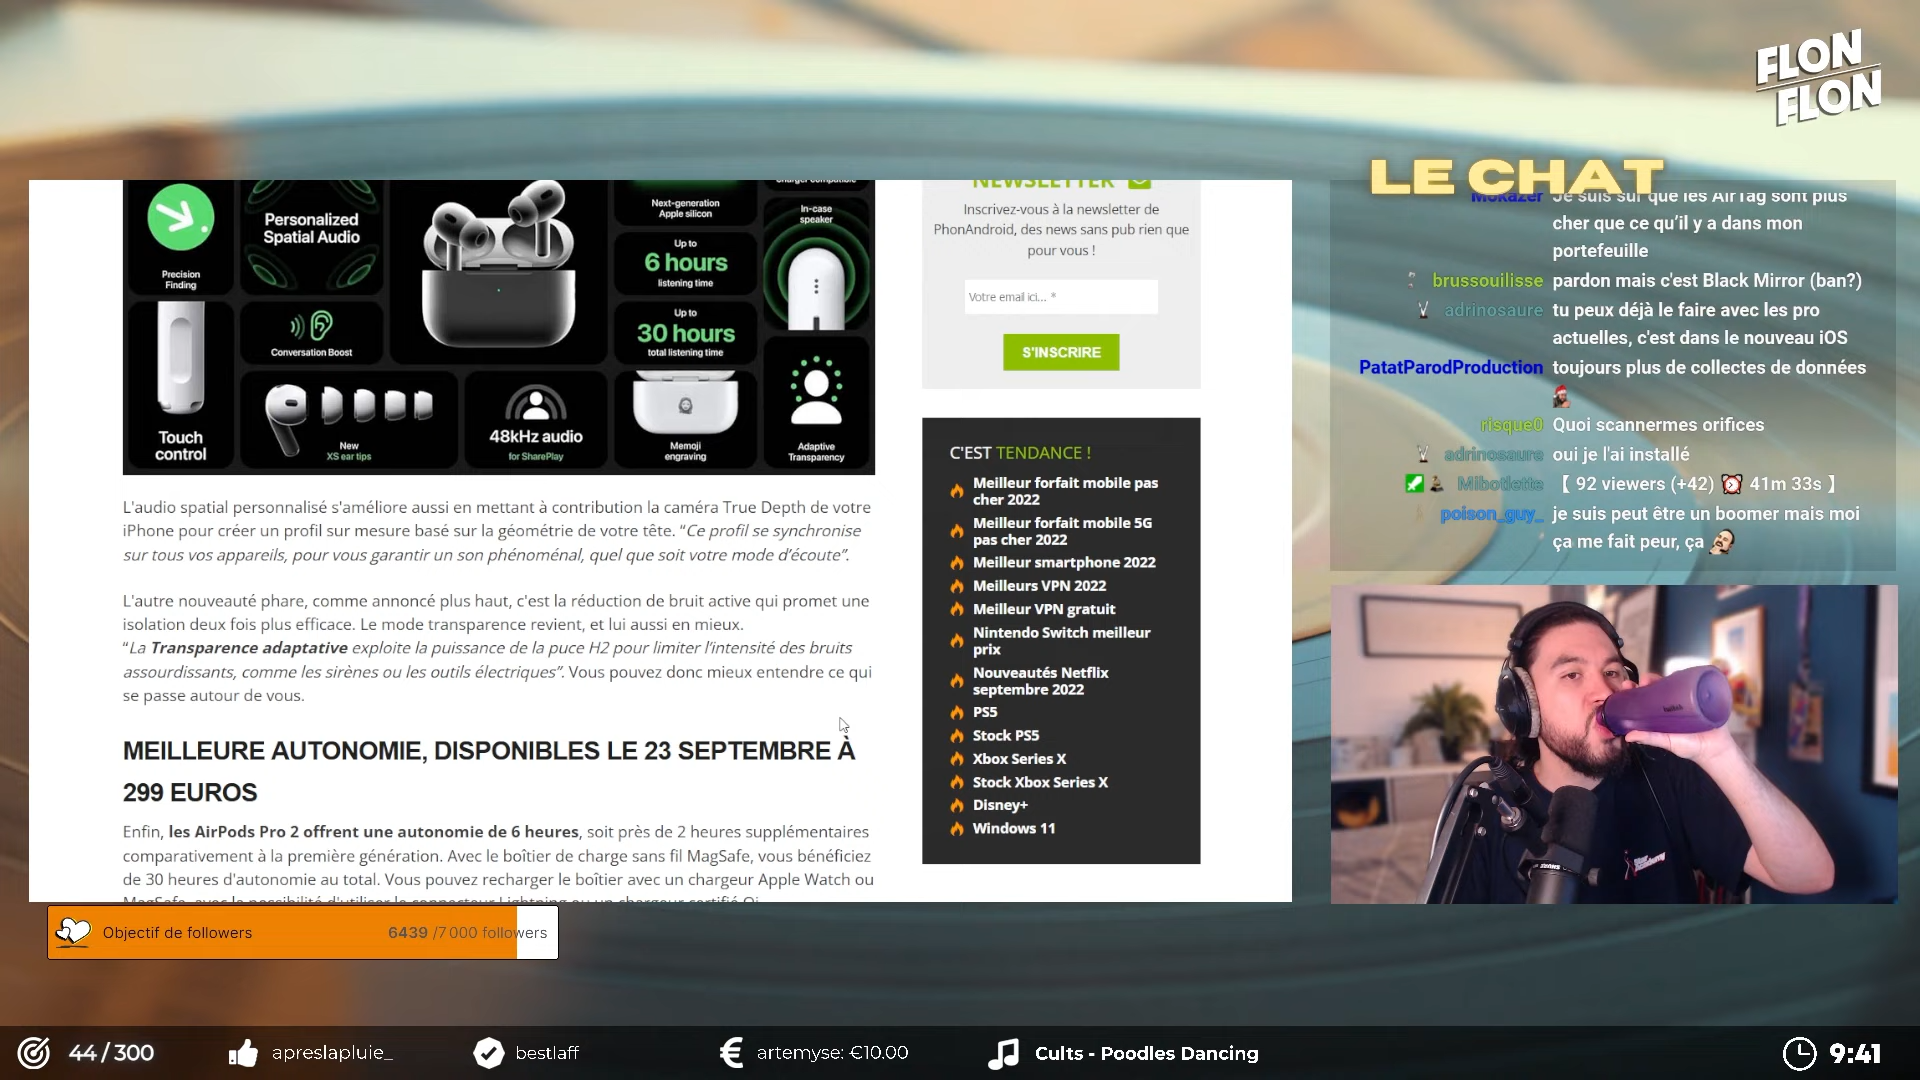 FLON
FLON
LE CHAT
Precision
Finding
Personalized
Spatial Audio
Next-generation
Apple silicon
Charger compatible
In-case
speaker
Up to
6 hours
listening time
Up to
30 hours
total listening time
Conversation Boost
Touch
control
New
XS ear tips
48kHz audio
for SharePlay
Memoji
engraving
Adaptive
Transparency
L'audio spatial personnalisé s'améliore aussi en mettant à contribution la caméra True Depth de votre
iPhone pour créer un profil sur mesure basé sur la géométrie de votre tête. “Ce profil se synchronise
sur tous vos appareils, pour vous garantir un son phénoménal, quel que soit votre mode d’écoute”.
L'autre nouveauté phare, comme annoncé plus haut, c'est la réduction de bruit active qui promet une
isolation deux fois plus efficace. Le mode transparence revient, et lui aussi en mieux.
“La Transparence adaptative exploite la puissance de la puce H2 pour limiter l’intensité des bruits
assourdissants, comme les sirènes ou les outils électriques”. Vous pouvez donc mieux entendre ce qui
se passe autour de vous.
MEILLEURE AUTONOMIE, DISPONIBLES LE 23 SEPTEMBRE À
299 EUROS
Enfin, les AirPods Pro 2 offrent une autonomie de 6 heures, soit près de 2 heures supplémentaires
comparativement à la première génération. Avec le boîtier de charge sans fil MagSafe, vous bénéficiez
de 30 heures d'autonomie au total. Vous pouvez recharger le boîtier avec un chargeur Apple Watch ou
MagSafe, avec la possibilité d'utiliser le connecteur Lightning ou un chargeur certifié Qi.
NEWSLETTER
Inscrivez-vous à la newsletter de
PhonAndroid, des news sans pub rien que
pour vous !
Votre email ici... *
S'INSCRIRE
C'EST TENDANCE !
Meilleur forfait mobile pas
cher 2022
Meilleur forfait mobile 5G
pas cher 2022
Meilleur smartphone 2022
Meilleurs VPN 2022
Meilleur VPN gratuit
Nintendo Switch meilleur
prix
Nouveautés Netflix
septembre 2022
PS5
Stock PS5
Xbox Series X
Stock Xbox Series X
Disney+
Windows 11
Mokazer Je suis sur que les AirTag sont plus
cher que ce qu’il y a dans mon
portefeuille
brussouilisse pardon mais c'est Black Mirror (ban?)
adrinosaure tu peux déjà le faire avec les pro
actuelles, c'est dans le nouveau iOS
PatatParodProduction toujours plus de collectes de données
risque0 Quoi scannermes orifices
adrinosaure oui je l'ai installé
Mibotlette 【 92 viewers (+42) ⏰ 41m 33s 】
poison_guy_ je suis peut être un boomer mais moi
ça me fait peur, ça
Objectif de followers 6439 /7 000 followers
44 / 300
apreslapluie_
bestlaff
artemyse: €10.00
Cults - Poodles Dancing
9:41